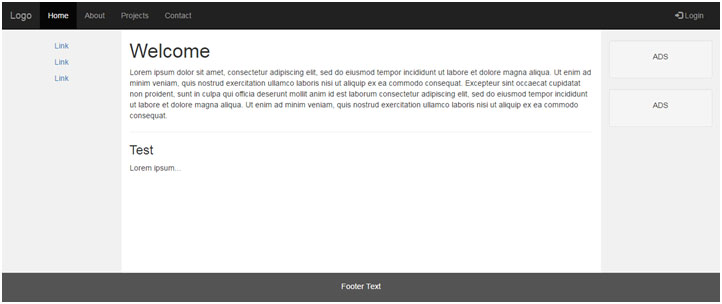 Logo Home About Projects Contact Login
Link
Link
Link
Welcome
Lorem ipsum dolor sit amet, consectetur adipiscing elit, sed do eiusmod tempor incididunt ut labore et dolore magna aliqua. Ut enim ad
minim veniam, quis nostrud exercitation ullamco laboris nisi ut aliquip ex ea commodo consequat. Excepteur sint occaecat cupidatat
non proident, sunt in culpa qui officia deserunt mollit anim id est laborum consectetur adipiscing elit, sed do eiusmod tempor incididunt
ut labore et dolore magna aliqua. Ut enim ad minim veniam, quis nostrud exercitation ullamco laboris nisi ut aliquip ex ea commodo
consequat.
Test
Lorem ipsum...
ADS
ADS
Footer Text